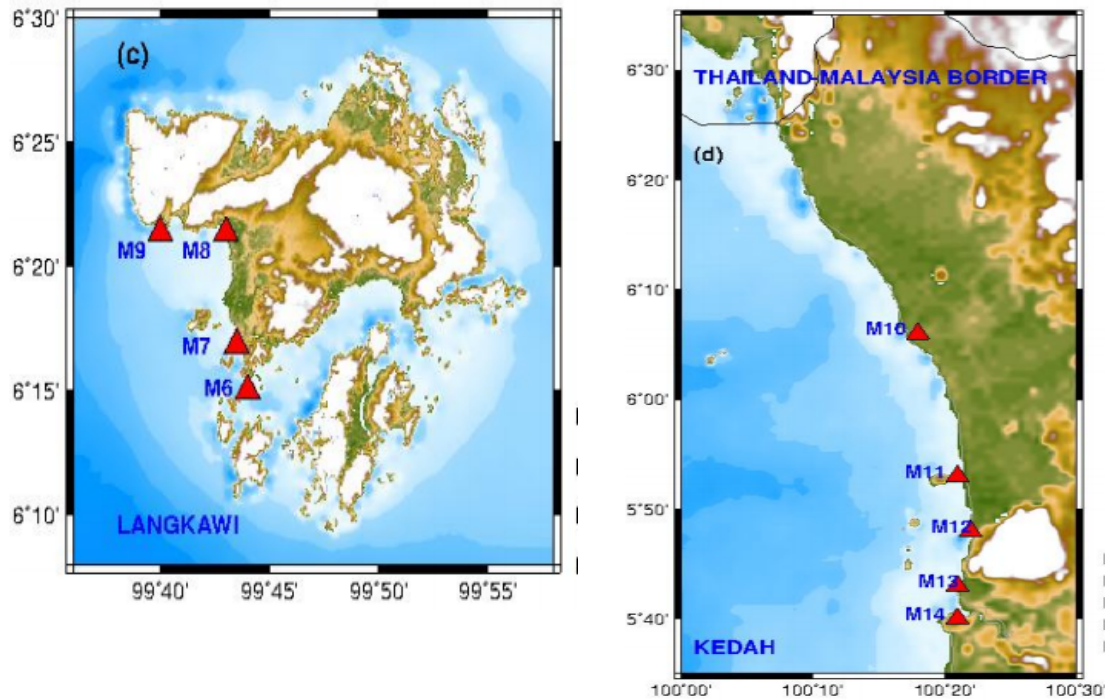 6°30'
(c)
6°25'
M9
M8
6°20'
M7
6°15'
M6
6°10'
LANGKAWI
99°40'
99°45'
99°50'
99°55'
6°30'
THAILAND-MALAYSIA BORDER
(d)
6°20'
6°10'
M10
6°00'
M11
5°50'
M12
M13
5°40'
M14
KEDAH
100°00'
100°10'
100°20'
100°30'